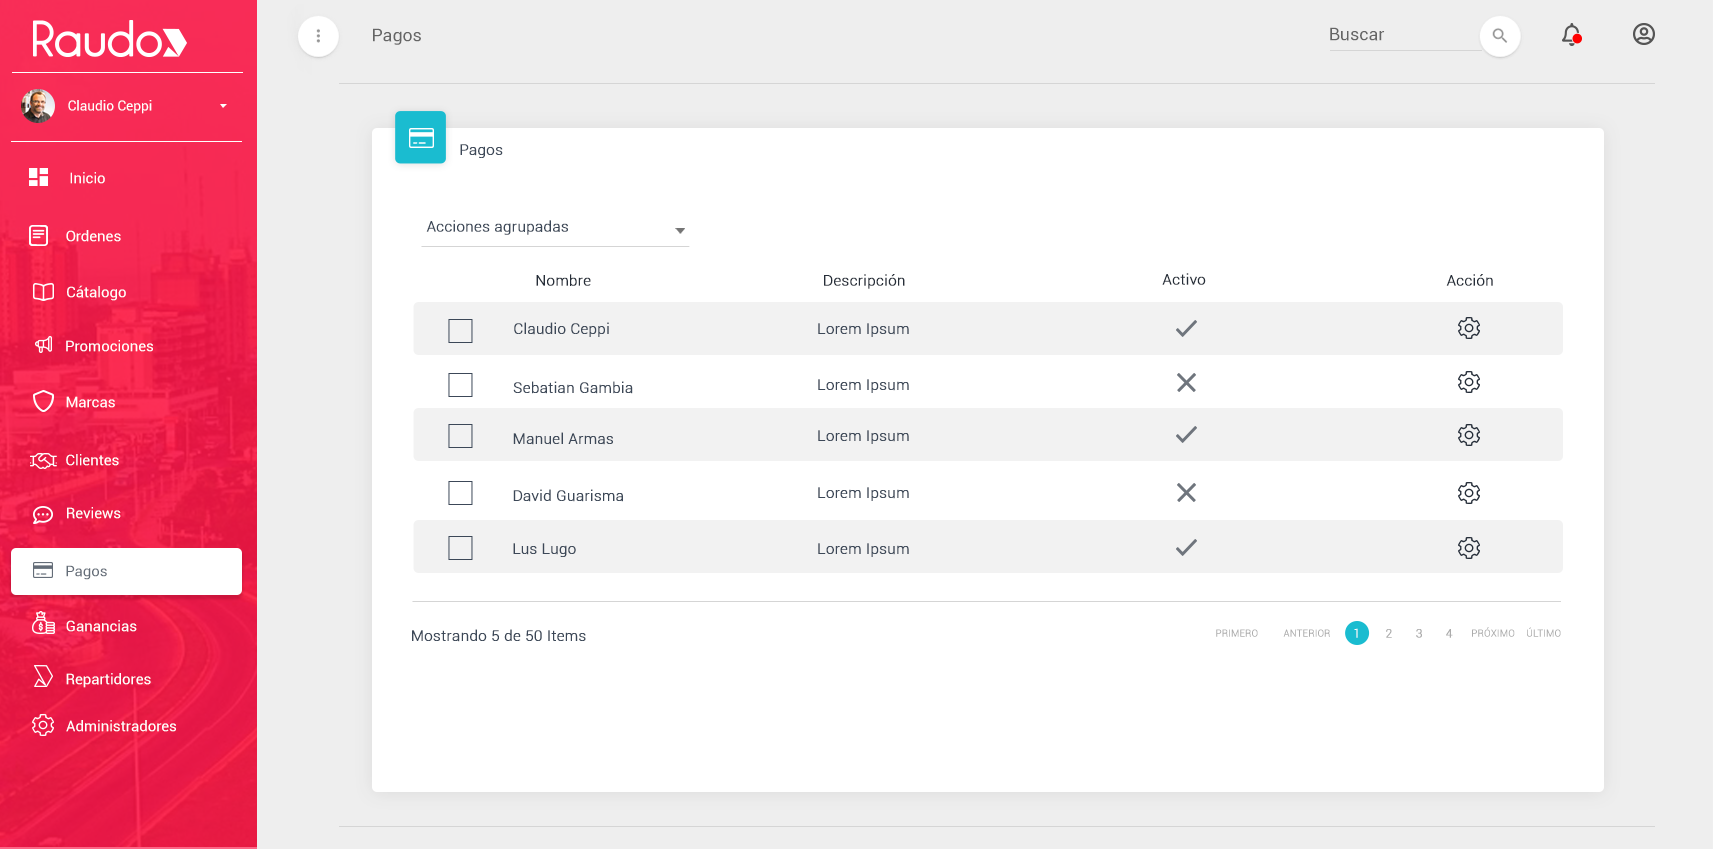 Raudo
Claudio Ceppi
Inicio
Ordenes
Cátalogo
Promociones
Marcas
Clientes
Reviews
Pagos
Ganancias
Repartidores
Administradores
Pagos
Buscar
Pagos
Acciones agrupadas
Nombre Descripción Activo Acción
Claudio Ceppi Lorem Ipsum
Sebatian Gambia Lorem Ipsum
Manuel Armas Lorem Ipsum
David Guarisma Lorem Ipsum
Lus Lugo Lorem Ipsum
Mostrando 5 de 50 Items
PRIMERO ANTERIOR 1 2 3 4 PRÓXIMO ÚLTIMO